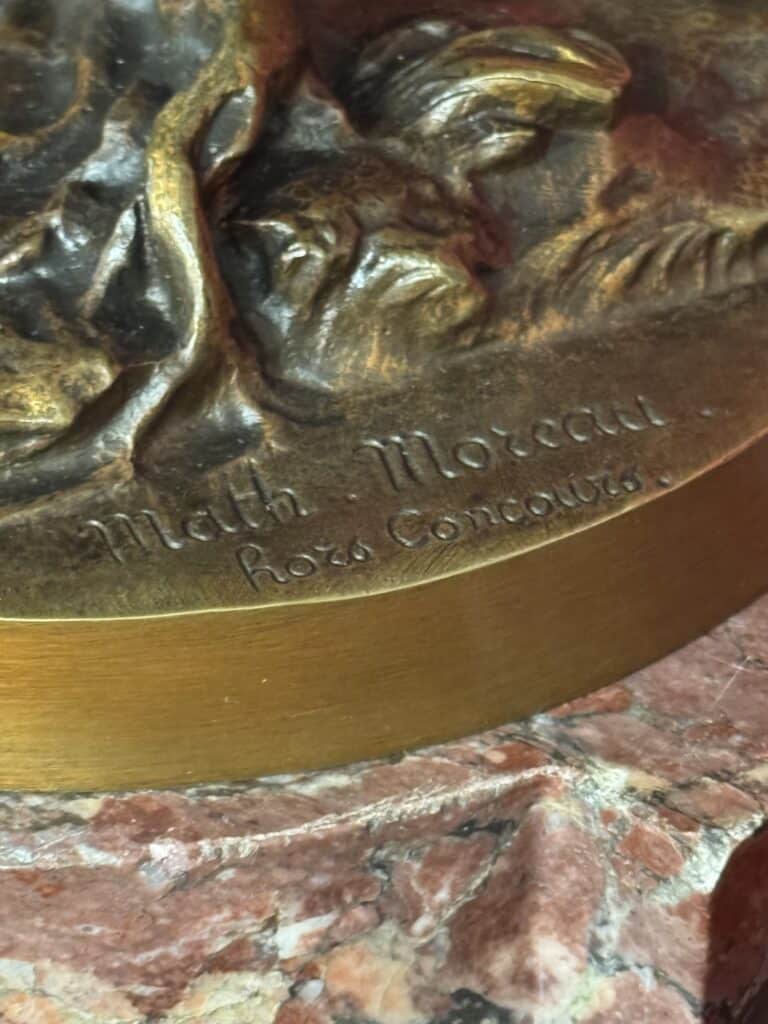 Math . Moreau .
hors Concours .